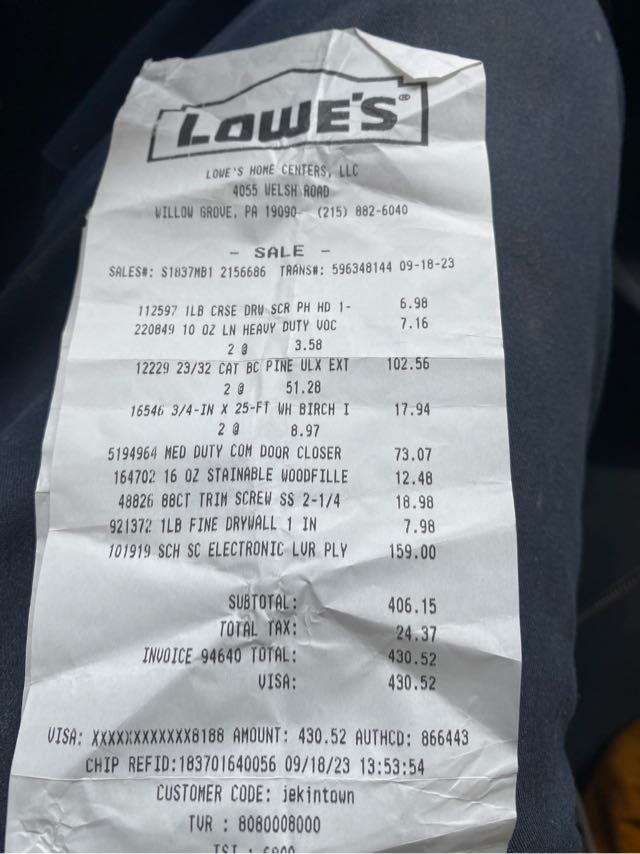 LOWE'S®
LOWE'S HOME CENTERS, LLC
4055 WELSH ROAD
WILLOW GROVE, PA 19090- (215) 882-6040
- SALE -
SALES#: S1837MB1 2156686 TRANS#: 596348144 09-18-23
112597 1LB CRSE DRW SCR PH HD 1- 6.98
220849 10 OZ LN HEAVY DUTY VOC 7.16
2 @ 3.58
12229 23/32 CAT BC PINE ULX EXT 102.56
2 @ 51.28
16546 3/4-IN X 25-FT WH BIRCH I 17.94
2 @ 8.97
5194964 MED DUTY COM DOOR CLOSER 73.07
164702 16 OZ STAINABLE WOODFILLE 12.48
48826 88CT TRIM SCREW SS 2-1/4 18.98
921372 1LB FINE DRYWALL 1 IN 7.98
101919 SCH SC ELECTRONIC LVR PLY 159.00
SUBTOTAL: 406.15
TOTAL TAX: 24.37
INVOICE 94640 TOTAL: 430.52
VISA: 430.52
VISA: XXXXXXXXXXXX8188 AMOUNT: 430.52 AUTHCD: 866443
CHIP REFID:183701640056 09/18/23 13:53:54
CUSTOMER CODE: jekintown
TVR : 8080008000
TSI : 6800